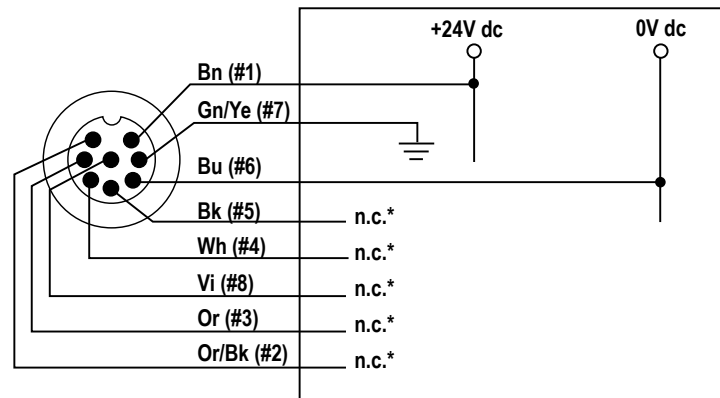 +24V dc
0V dc
Bn (#1)
Gn/Ye (#7)
Bu (#6)
Bk (#5)
n.c.*
Wh (#4)
n.c.*
Vi (#8)
n.c.*
Or (#3)
n.c.*
Or/Bk (#2)
n.c.*